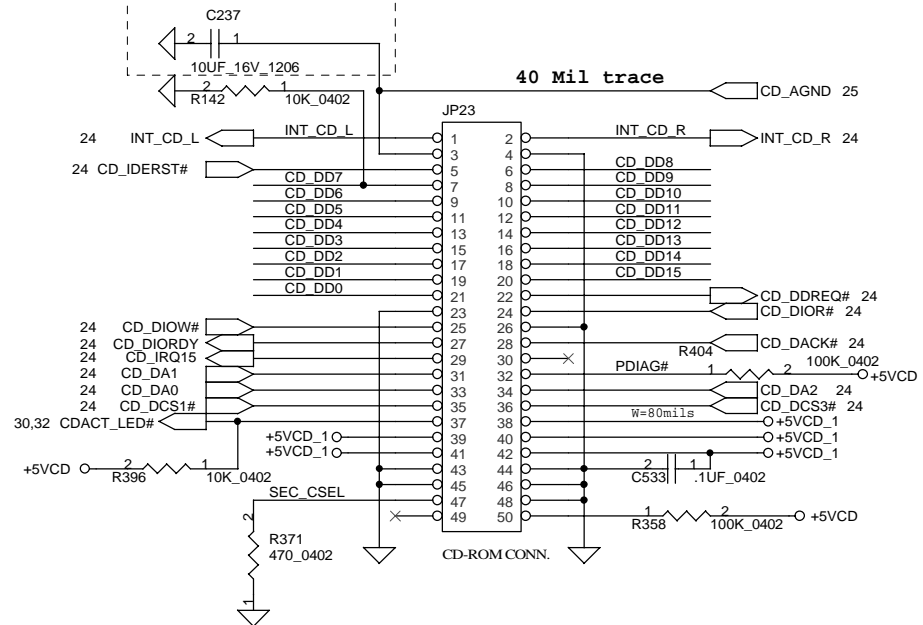 C237
2 1
10UF_16V_1206
2 1
R142 10K_0402
40 Mil trace
CD_AGND 25
JP23
24 INT_CD_L INT_CD_L 1 2 INT_CD_R INT_CD_R 24
3 4
24 CD_IDERST# 5 6 CD_DD8
CD_DD7 7 8 CD_DD9
CD_DD6 9 10 CD_DD10
CD_DD5 11 12 CD_DD11
CD_DD4 13 14 CD_DD12
CD_DD3 15 16 CD_DD13
CD_DD2 17 18 CD_DD14
CD_DD1 19 20 CD_DD15
CD_DD0 21 22 CD_DDREQ# 24
23 24 CD_DIOR# 24
24 CD_DIOW# 25 26
24 CD_DIORDY 27 28 R404 CD_DACK# 24
24 CD_IRQ15 29 30 100K_0402
24 CD_DA1 31 32 PDIAG# 1 2 +5VCD
24 CD_DA0 33 34 CD_DA2 24
24 CD_DCS1# 35 36 CD_DCS3# 24
30,32 CDACT_LED# 37 38 W=80mils +5VCD_1
+5VCD_1 39 40 +5VCD_1
+5VCD_1 41 42 +5VCD_1
+5VCD 2 1 43 44 2 1
R396 10K_0402 45 46 C533 .1UF_0402
SEC_CSEL 47 48
49 50 1 2 +5VCD
R358 100K_0402
2
R371
470_0402
1
CD-ROM CONN.